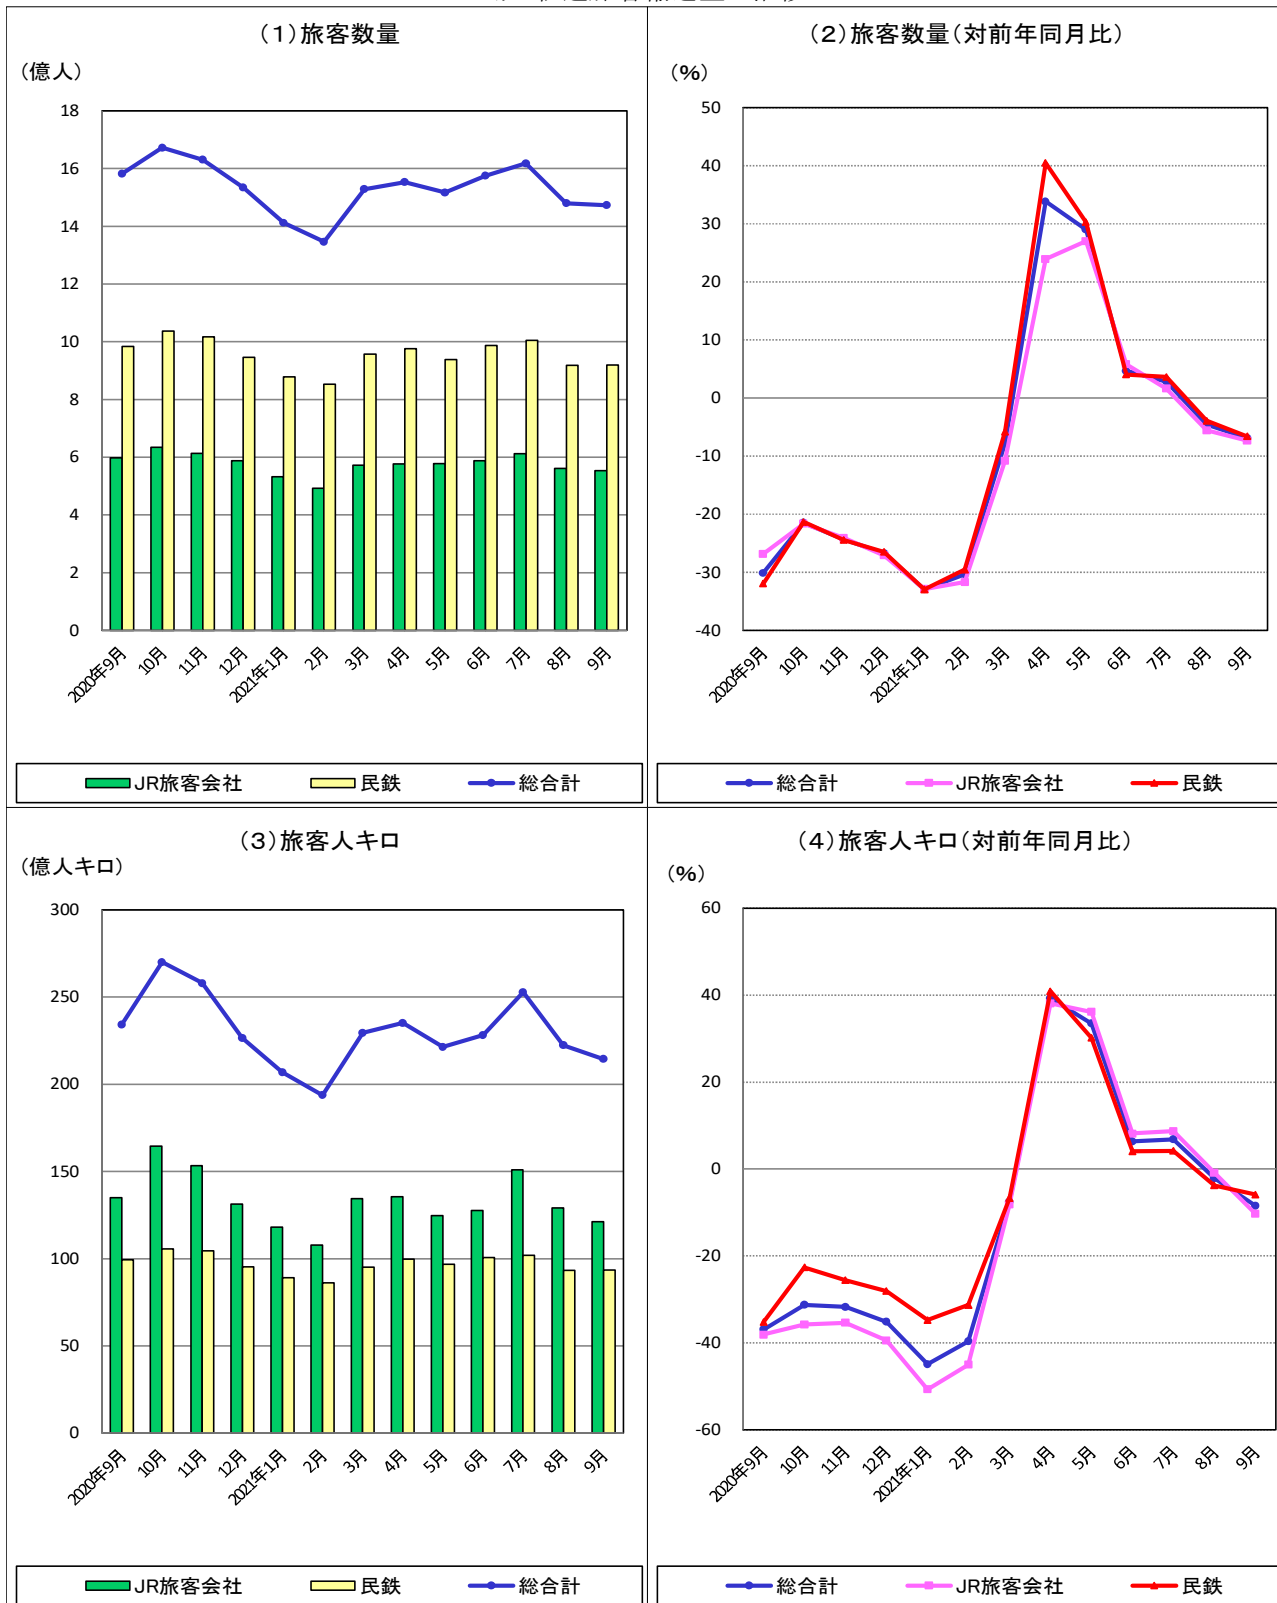 (1)旅客数量
(億人)
18
16
14
12
10
8
6
4
2
0
2020年9月
10月
11月
12月
2021年1月
2月
3月
4月
5月
6月
7月
8月
9月
JR旅客会社 民鉄 総合計
(2)旅客数量(対前年同月比)
(%)
50
40
30
20
10
0
-10
-20
-30
-40
2020年9月
10月
11月
12月
2021年1月
2月
3月
4月
5月
6月
7月
8月
9月
総合計 JR旅客会社 民鉄
(3)旅客人キロ
(億人キロ)
300
250
200
150
100
50
0
2020年9月
10月
11月
12月
2021年1月
2月
3月
4月
5月
6月
7月
8月
9月
JR旅客会社 民鉄 総合計
(4)旅客人キロ(対前年同月比)
(%)
60
40
20
0
-20
-40
-60
2020年9月
10月
11月
12月
2021年1月
2月
3月
4月
5月
6月
7月
8月
9月
総合計 JR旅客会社 民鉄